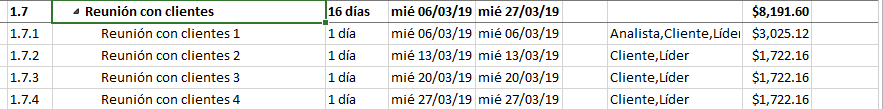 1.7 Reunión con clientes 16 días mié 06/03/19 mié 27/03/19 $8,191.60
1.7.1 Reunión con clientes 1 1 día mié 06/03/19 mié 06/03/19 Analista,Cliente,Líder $3,025.12
1.7.2 Reunión con clientes 2 1 día mié 13/03/19 mié 13/03/19 Cliente,Líder $1,722.16
1.7.3 Reunión con clientes 3 1 día mié 20/03/19 mié 20/03/19 Cliente,Líder $1,722.16
1.7.4 Reunión con clientes 4 1 día mié 27/03/19 mié 27/03/19 Cliente,Líder $1,722.16